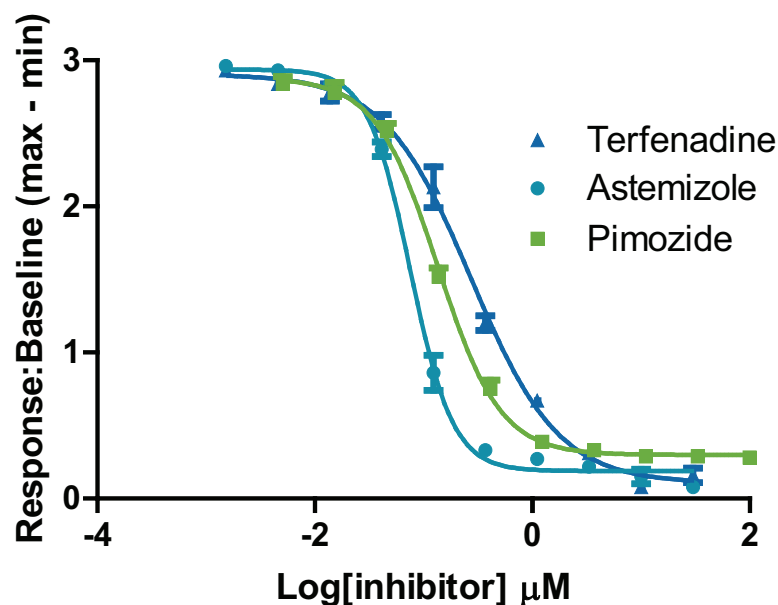 Response:Baseline (max - min)
3
2
1
0
Terfenadine
Astemizole
Pimozide
-4
-2
0
2
Log[inhibitor] μM